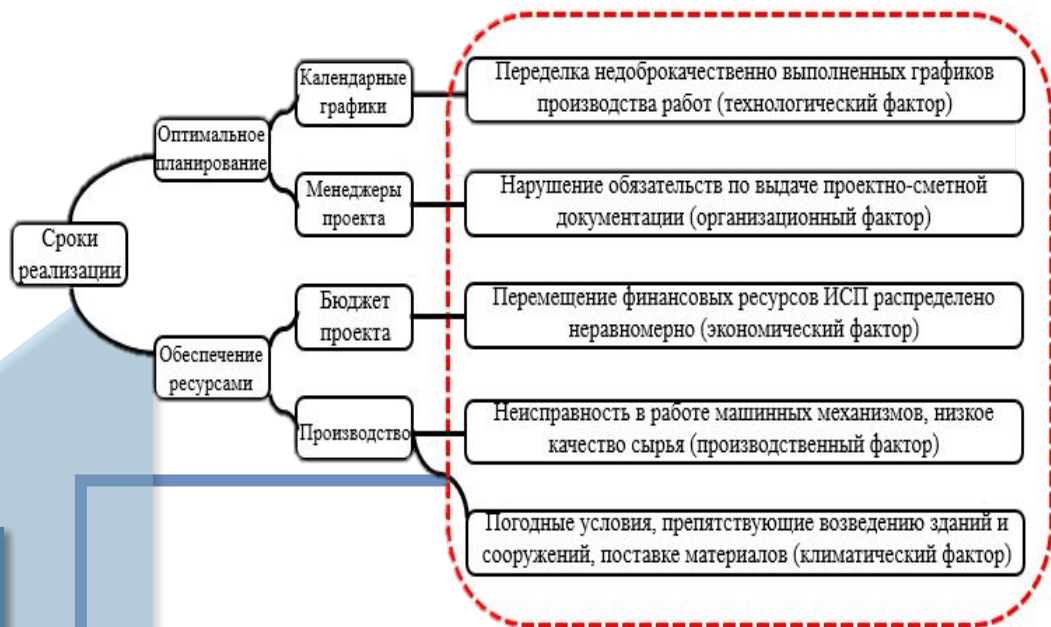 Сроки
реализации
Оптимальное
планирование
Обеспечение
ресурсами
Календарные
графики
Менеджеры
проекта
Бюджет
проекта
Производство
Переделка недоброкачественно выполненных графиков
производства работ (технологический фактор)
Нарушение обязательств по выдаче проектно-сметной
документации (организационный фактор)
Перемещение финансовых ресурсов ИСП распределено
неравномерно (экономический фактор)
Неисправность в работе машинных механизмов, низкое
качество сырья (производственный фактор)
Погодные условия, препятствующие возведению зданий и
сооружений, поставке материалов (климатический фактор)